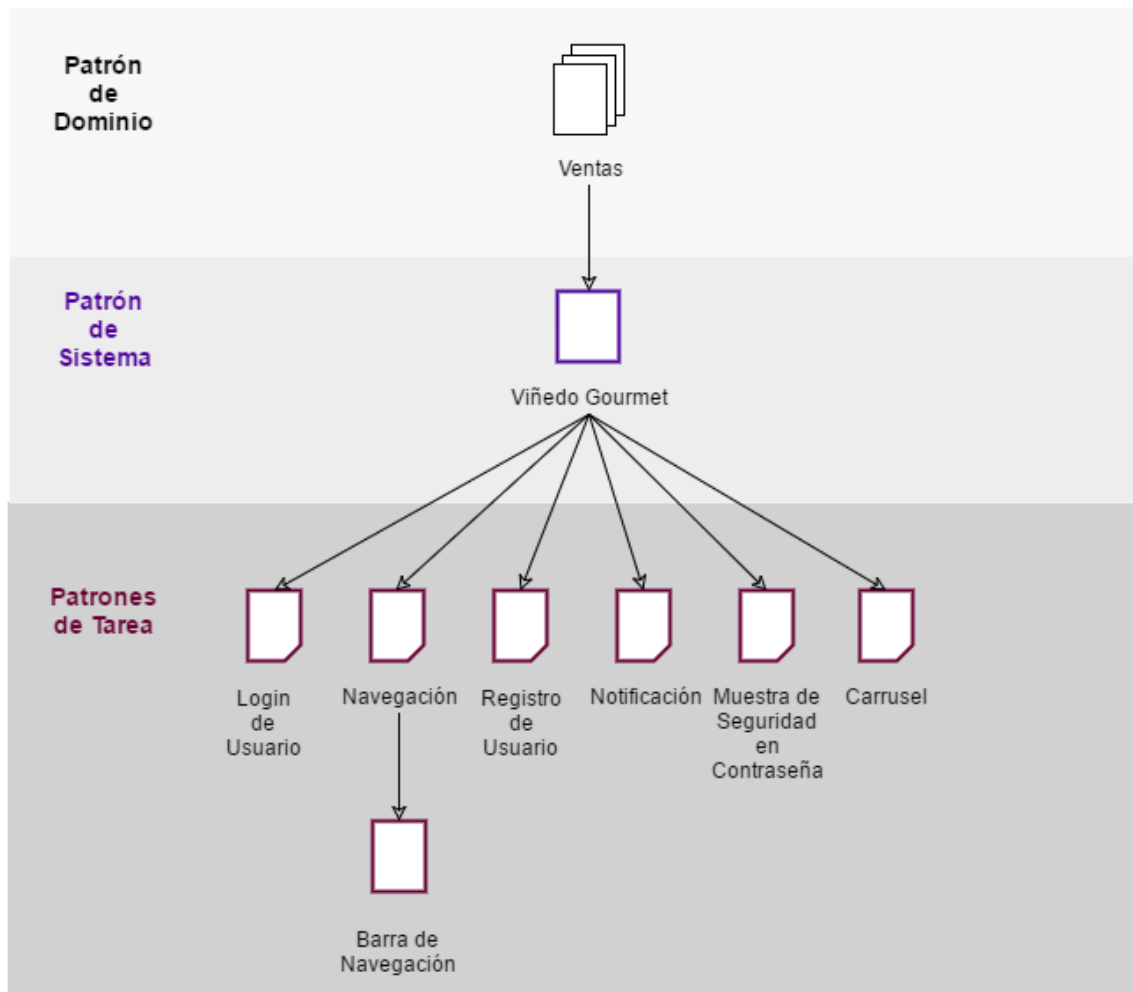 Patrón
de
Dominio
Ventas
Patrón
de
Sistema
Viñedo Gourmet
Patrones
de Tarea
Login
de
Usuario
Navegación
Registro
de
Usuario
Notificación
Muestra de
Seguridad
en
Contraseña
Carrusel
Barra de
Navegación